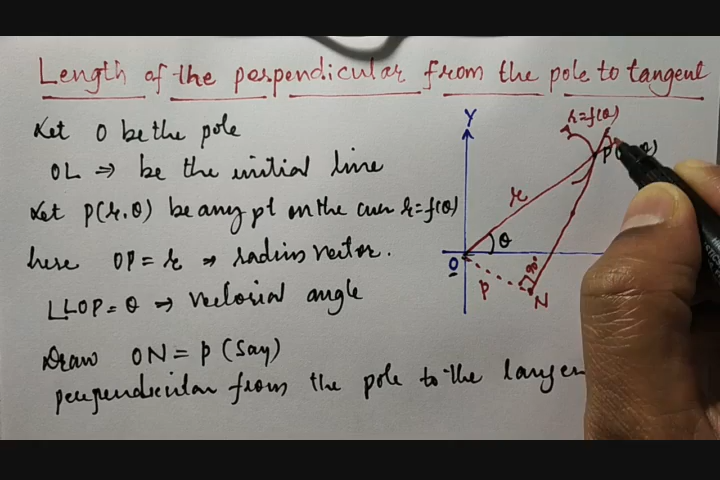 Length of the perpendicular from the pole to tangent
Let O be the pole
OL ⇒ be the initial line
Let P(r,θ) be any pt on the curve r=f(θ)
here OP = r ⇒ radius vector.
∠LOP = θ ⇒ vectorial angle
Draw ON = p (say)
perpendicular from the pole to the tangen
Y
r=f(θ)
P(
θ)
r
θ
O
P
90°
N